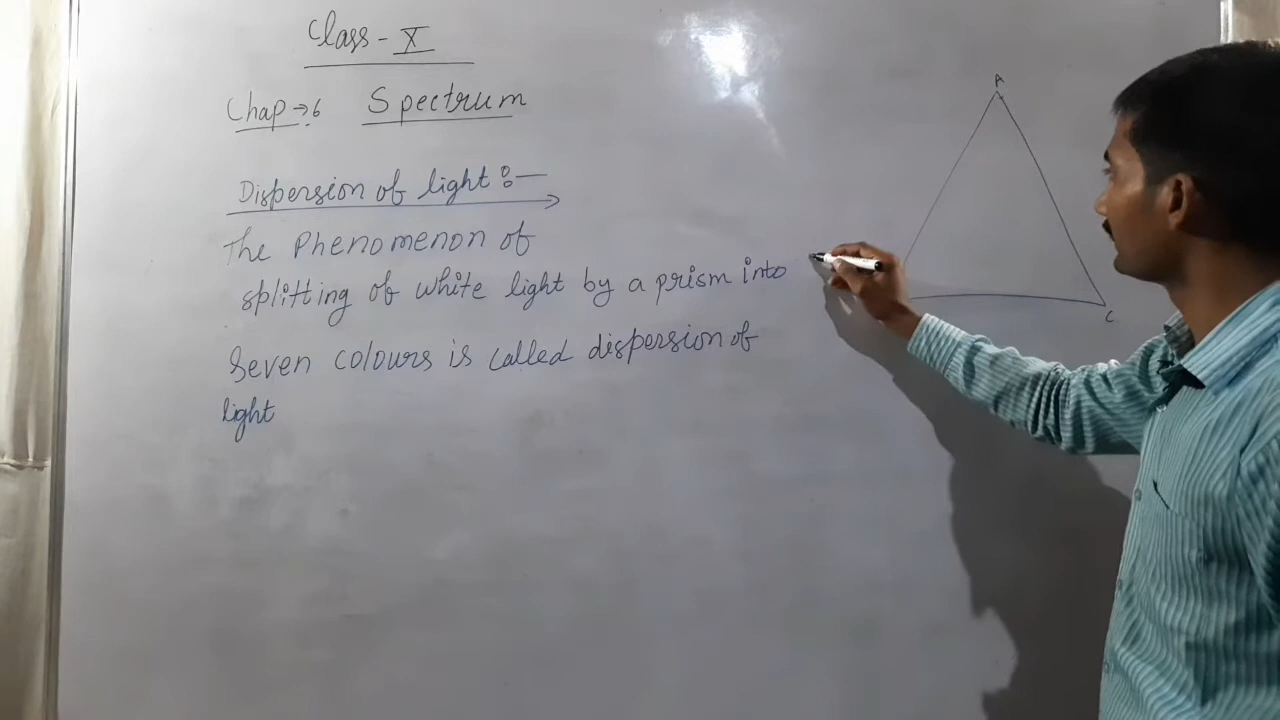 Class - X
Chap → 6 Spectrum
Dispersion of light :—
The Phenomenon of
splitting of white light by a prism into
Seven colours is called dispersion of
light
A
C